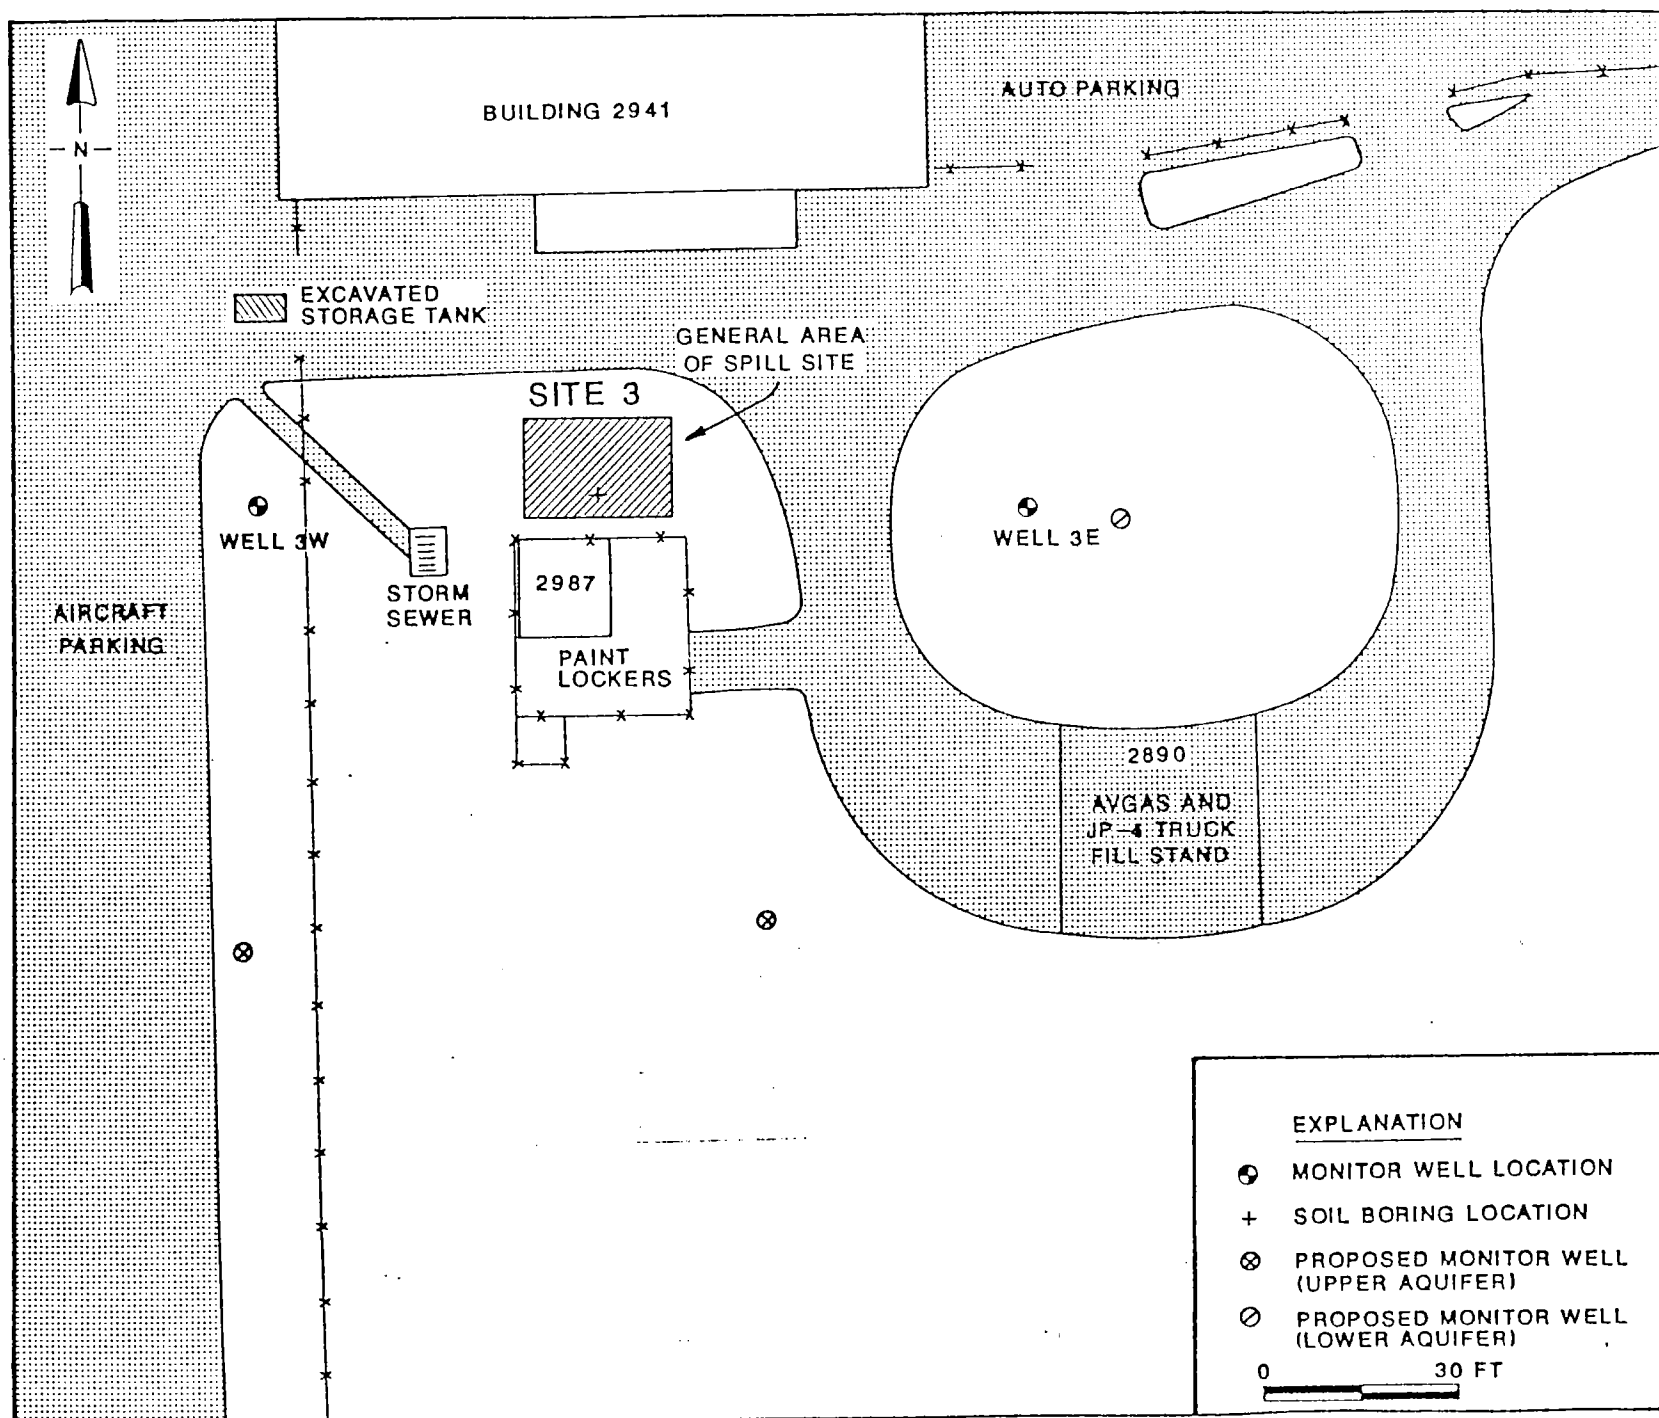 N
BUILDING 2941
AUTO PARKING
EXCAVATED
STORAGE TANK
GENERAL AREA
OF SPILL SITE
SITE 3
WELL 3W
STORM
SEWER
2987
PAINT
LOCKERS
WELL 3E
AIRCRAFT
PARKING
2890
AVGAS AND
JP-4 TRUCK
FILL STAND
EXPLANATION
MONITOR WELL LOCATION
+ SOIL BORING LOCATION
PROPOSED MONITOR WELL
(UPPER AQUIFER)
PROPOSED MONITOR WELL
(LOWER AQUIFER)
0 30 FT